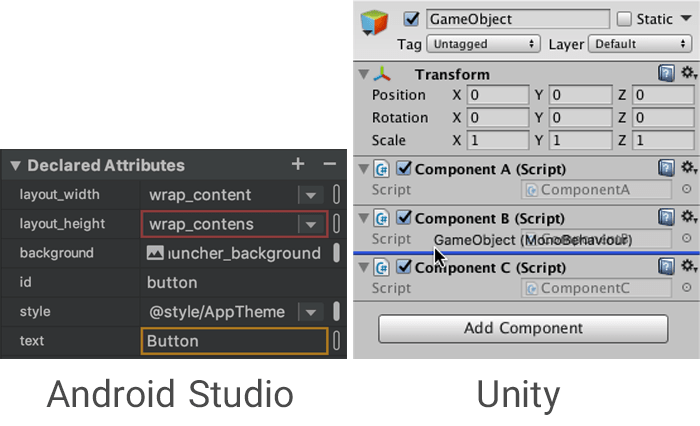 Declared Attributes
layout_width wrap_content
layout_height wrap_contens
background ıuncher_background
id button
style @style/AppTheme
text Button
Android Studio
GameObject Static
Tag Untagged Layer Default
Transform
Position X 0 Y 0 Z 0
Rotation X 0 Y 0 Z 0
Scale X 1 Y 1 Z 1
Component A (Script)
Script ComponentA
Component B (Script)
Script
GameObject (MonoBehaviour)
Component C (Script)
Script ComponentC
Add Component
Unity